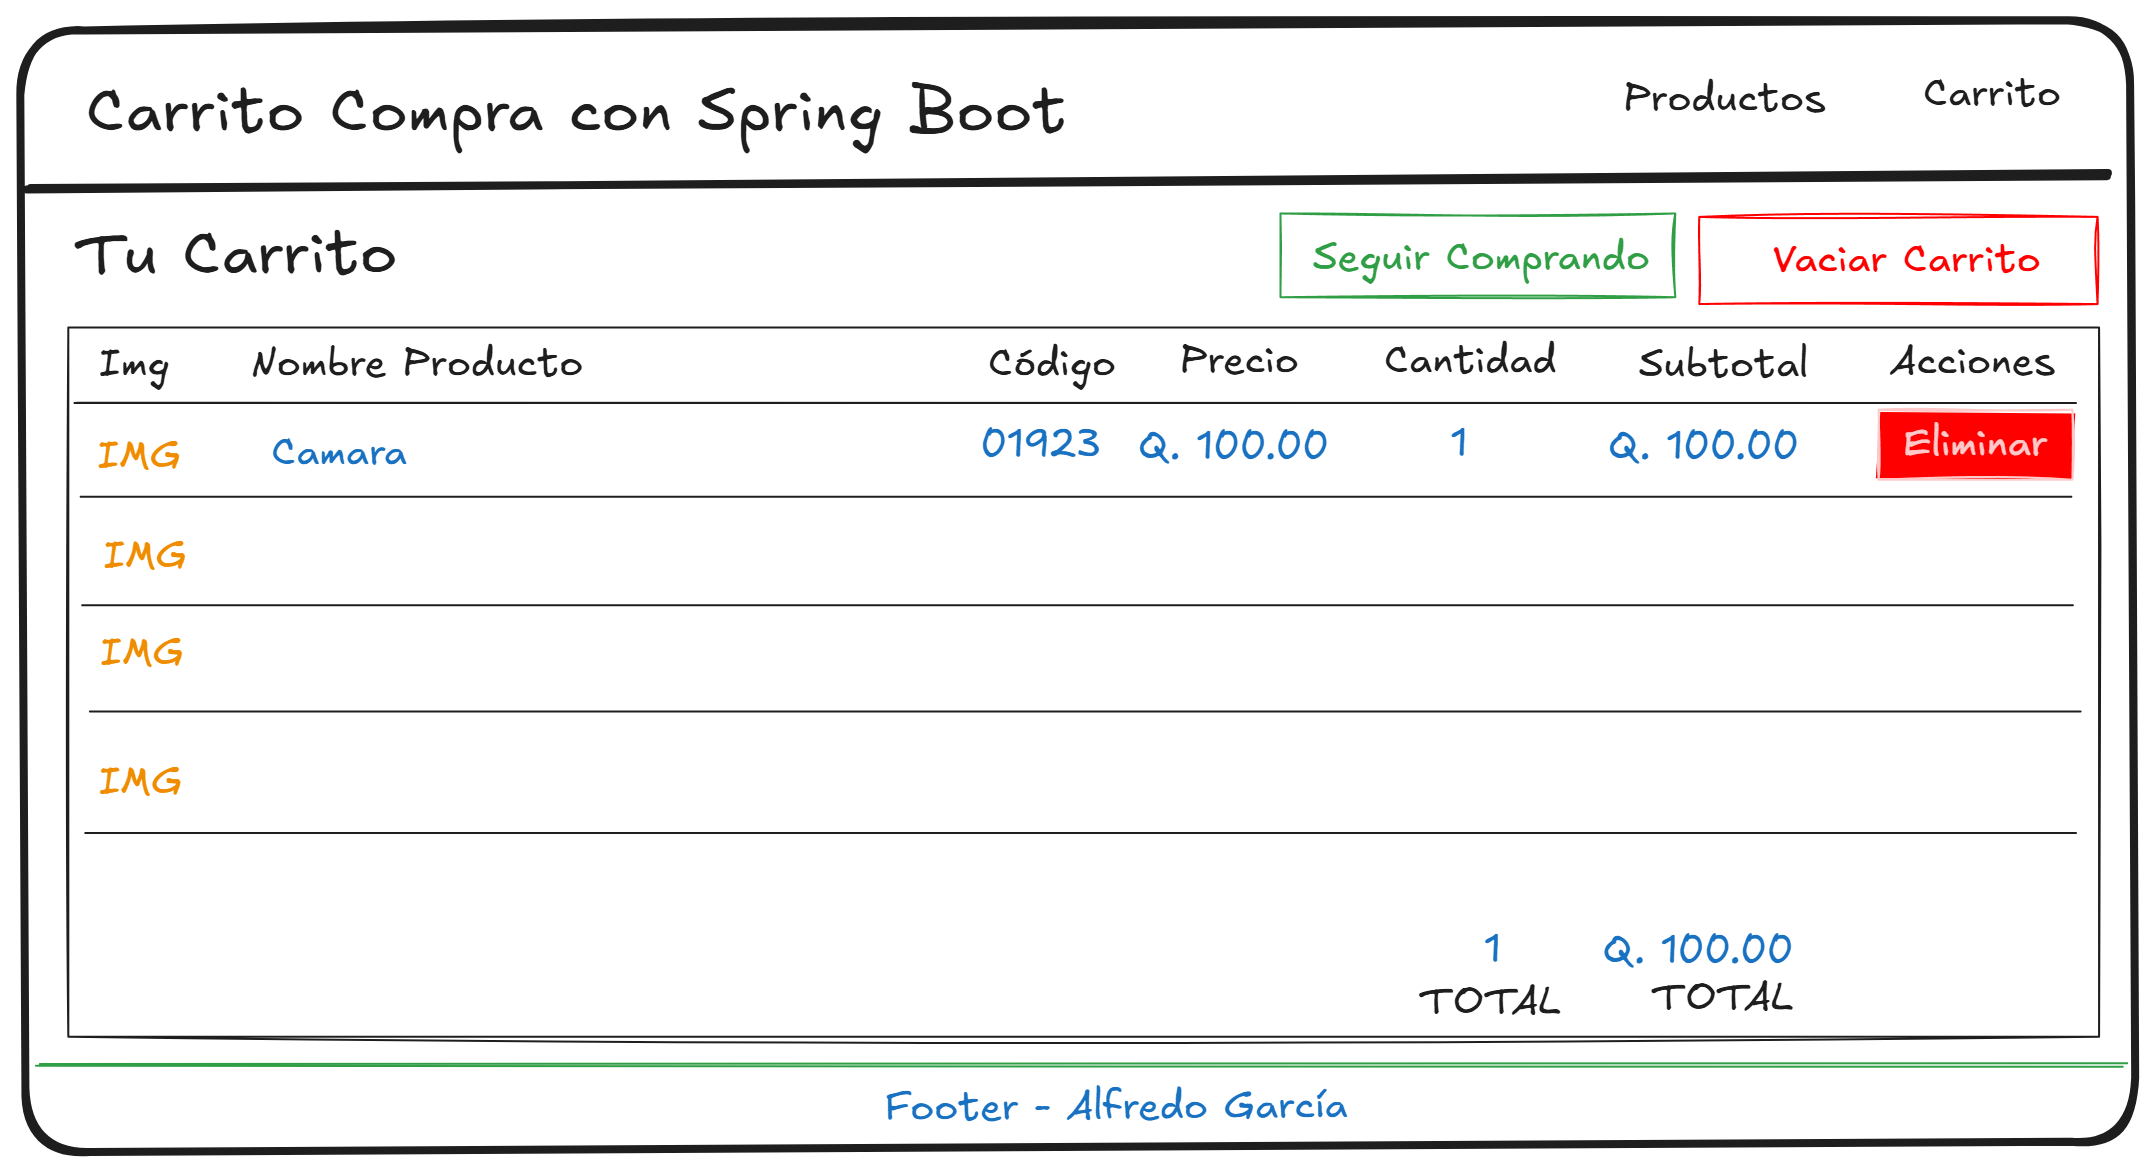 Carrito Compra con Spring Boot Productos Carrito
Tu Carrito Seguir Comprando Vaciar Carrito
Img Nombre Producto Código Precio Cantidad Subtotal Acciones
IMG Camara 01923 Q. 100.00 1 Q. 100.00 Eliminar
IMG
IMG
IMG
1 Q. 100.00
TOTAL TOTAL
Footer - Alfredo García